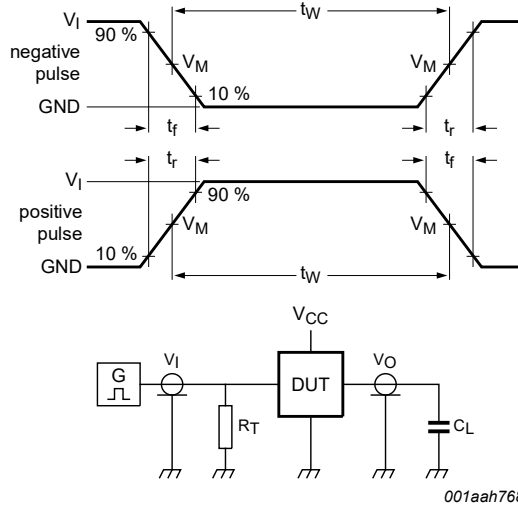 V_I
t_W
90 %
negative
pulse
V_M
V_M
10 %
GND
t_f
t_r
t_r
t_f
V_I
90 %
positive
pulse
V_M
V_M
10 %
GND
t_W
V_CC
V_I
V_O
G
DUT
R_T
C_L
001aah768